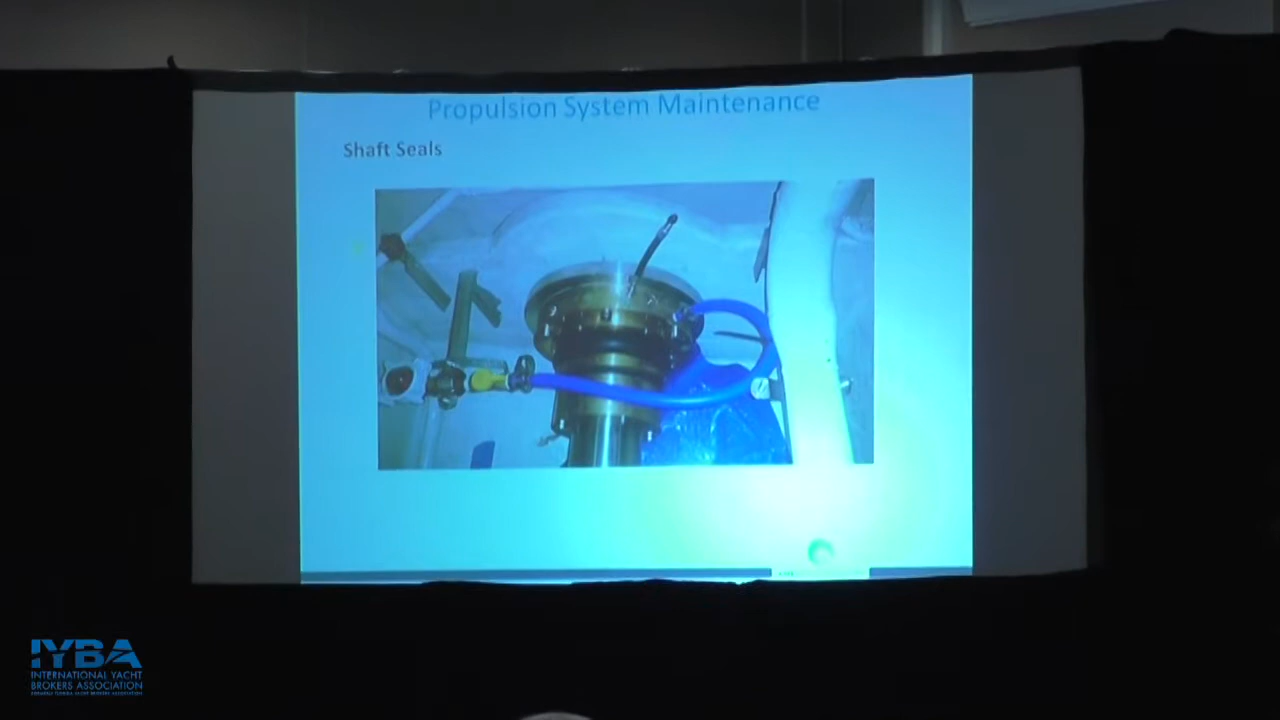 Propulsion System Maintenance
Shaft Seals
IYBA
INTERNATIONAL YACHT
BROKERS ASSOCIATION